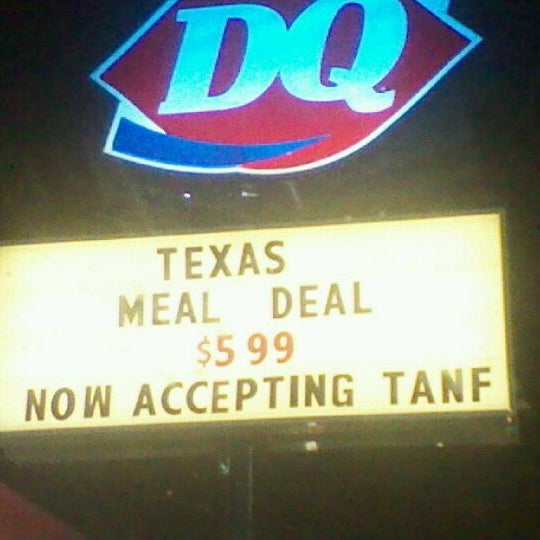 DQ
TEXAS
MEAL DEAL
$5 99
NOW ACCEPTING TANF